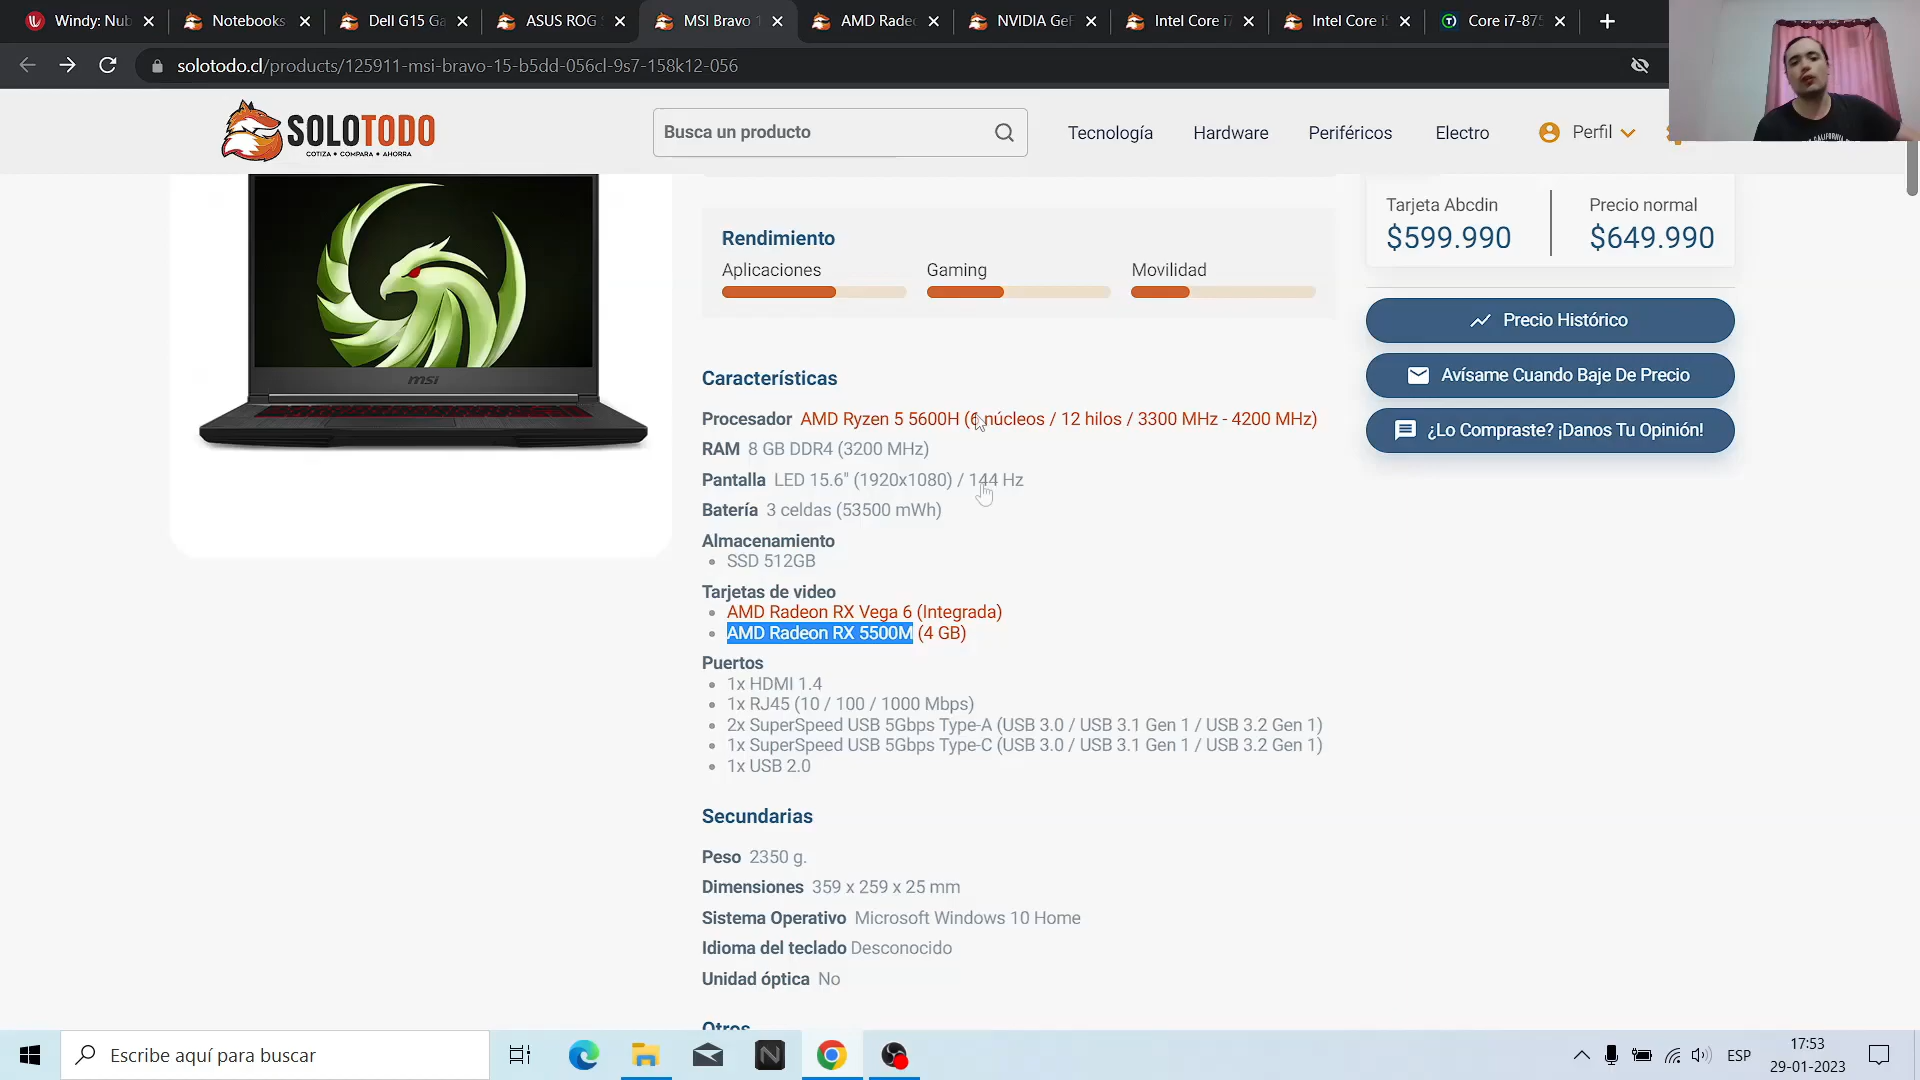 Windy: Nub
Notebooks
Dell G15 Ga
ASUS ROG
MSI Bravo 1
AMD Rade
NVIDIA GeF
Intel Core i7
Intel Core i5
Core i7-875
solotodo.cl/products/125911-msi-bravo-15-b5dd-056cl-9s7-158k12-056
SOLOTODO
COTIZA • COMPARA • AHORRA
Busca un producto
Tecnología
Hardware
Periféricos
Electro
Perfil
Tarjeta Abcdin
$599.990
Precio normal
$649.990
Rendimiento
Aplicaciones
Gaming
Movilidad
Precio Histórico
Avísame Cuando Baje De Precio
¿Lo Compraste? ¡Danos Tu Opinión!
msi
Características
Procesador AMD Ryzen 5 5600H (6 núcleos / 12 hilos / 3300 MHz - 4200 MHz)
RAM 8 GB DDR4 (3200 MHz)
Pantalla LED 15.6" (1920x1080) / 144 Hz
Batería 3 celdas (53500 mWh)
Almacenamiento
• SSD 512GB
Tarjetas de video
• AMD Radeon RX Vega 6 (Integrada)
• AMD Radeon RX 5500M (4 GB)
Puertos
• 1x HDMI 1.4
• 1x RJ45 (10 / 100 / 1000 Mbps)
• 2x SuperSpeed USB 5Gbps Type-A (USB 3.0 / USB 3.1 Gen 1 / USB 3.2 Gen 1)
• 1x SuperSpeed USB 5Gbps Type-C (USB 3.0 / USB 3.1 Gen 1 / USB 3.2 Gen 1)
• 1x USB 2.0
Secundarias
Peso 2350 g.
Dimensiones 359 x 259 x 25 mm
Sistema Operativo Microsoft Windows 10 Home
Idioma del teclado Desconocido
Unidad óptica No
Otros
Escribe aquí para buscar
ESP
17:53
29-01-2023